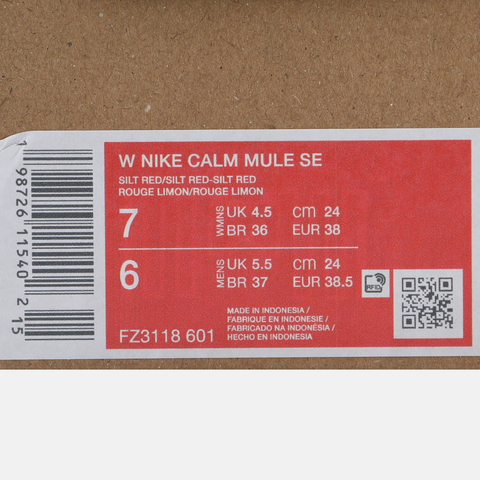 W NIKE CALM MULE SE
SILT RED/SILT RED-SILT RED
ROUGE LIMON/ROUGE LIMON
7 WMNS UK 4.5 cm 24
BR 36 EUR 38
6 MENS UK 5.5 cm 24
BR 37 EUR 38.5
RFID
MADE IN INDONESIA /
FABRIQUE EN INDONESIE /
FABRICADO NA INDONÉSIA /
HECHO EN INDONESIA
FZ3118 601
1 98726 11540 2 15